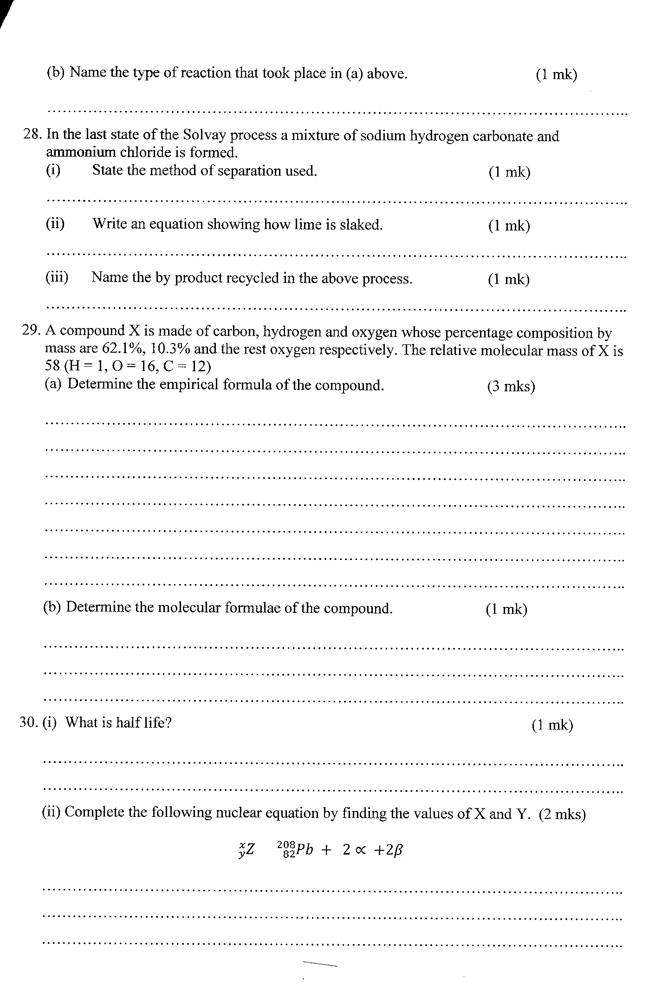 (b) Name the type of reaction that took place in (a) above. (1 mk)
28. In the last state of the Solvay process a mixture of sodium hydrogen carbonate and
ammonium chloride is formed.
(i) State the method of separation used. (1 mk)
(ii) Write an equation showing how lime is slaked. (1 mk)
(iii) Name the by product recycled in the above process. (1 mk)
29. A compound X is made of carbon, hydrogen and oxygen whose percentage composition by
mass are 62.1%, 10.3% and the rest oxygen respectively. The relative molecular mass of X is
58 (H = 1, O = 16, C = 12)
(a) Determine the empirical formula of the compound. (3 mks)
(b) Determine the molecular formulae of the compound. (1 mk)
30. (i) What is half life? (1 mk)
(ii) Complete the following nuclear equation by finding the values of X and Y. (2 mks)
$^{x}_{y}Z$ $^{208}_{82}Pb$ + 2 ∝ +2β